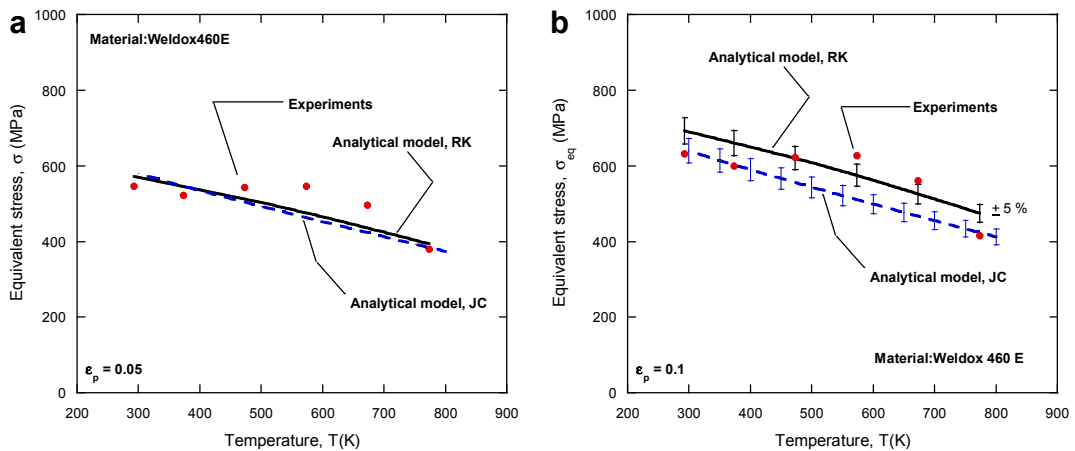 a
Material:Weldox460E
Experiments
Analytical model, RK
Analytical model, JC
ε_p = 0.05
Equivalent stress, σ (MPa)
1000
800
600
400
200
0
200 300 400 500 600 700 800 900
Temperature, T(K)
b
Analytical model, RK
Experiments
± 5 %
Analytical model, JC
Material:Weldox 460 E
ε_p = 0.1
Equivalent stress, σ_eq (MPa)
1000
800
600
400
200
0
200 300 400 500 600 700 800 900
Temperature, T(K)